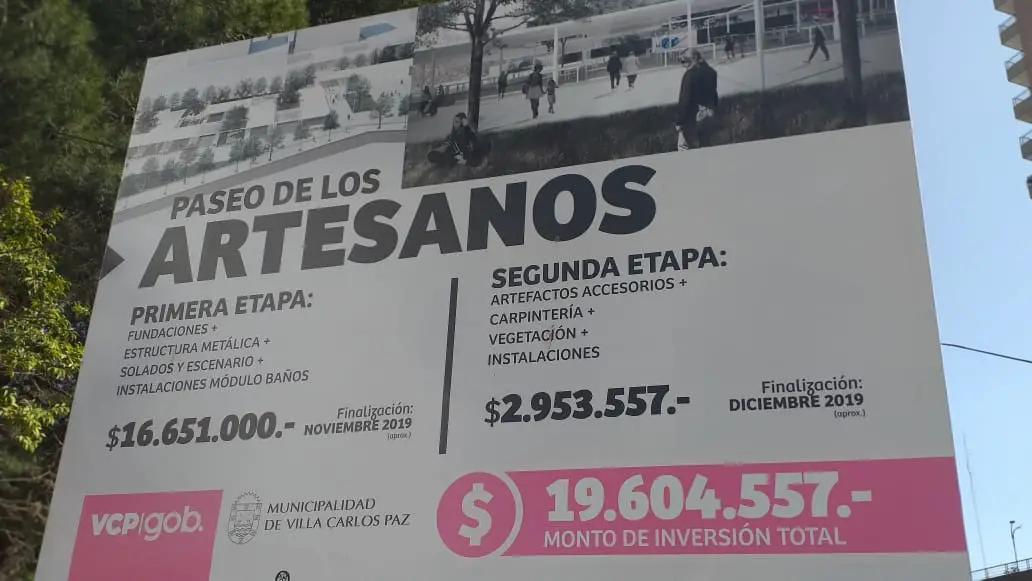 PASEO DE LOS
ARTESANOS
PRIMERA ETAPA:
FUNDACIONES +
ESTRUCTURA METÁLICA +
SOLADOS Y ESCENARIO +
INSTALACIONES MÓDULO BAÑOS
$16.651.000.-
Finalización:
NOVIEMBRE 2019
(aprox.)
SEGUNDA ETAPA:
ARTEFACTOS ACCESORIOS +
CARPINTERÍA +
VEGETACIÓN +
INSTALACIONES
$2.953.557.-
Finalización:
DICIEMBRE 2019
(aprox.)
VCP|gob.
MUNICIPALIDAD
DE VILLA CARLOS PAZ
$ 19.604.557.-
MONTO DE INVERSIÓN TOTAL